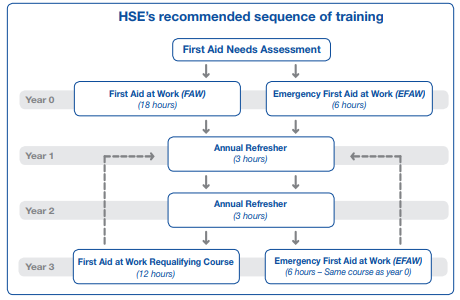 HSE's recommended sequence of training
First Aid Needs Assessment
Year 0
First Aid at Work (FAW)
(18 hours)
Emergency First Aid at Work (EFAW)
(6 hours)
Year 1
Annual Refresher
(3 hours)
Year 2
Annual Refresher
(3 hours)
Year 3
First Aid at Work Requalifying Course
(12 hours)
Emergency First Aid at Work (EFAW)
(6 hours – Same course as year 0)